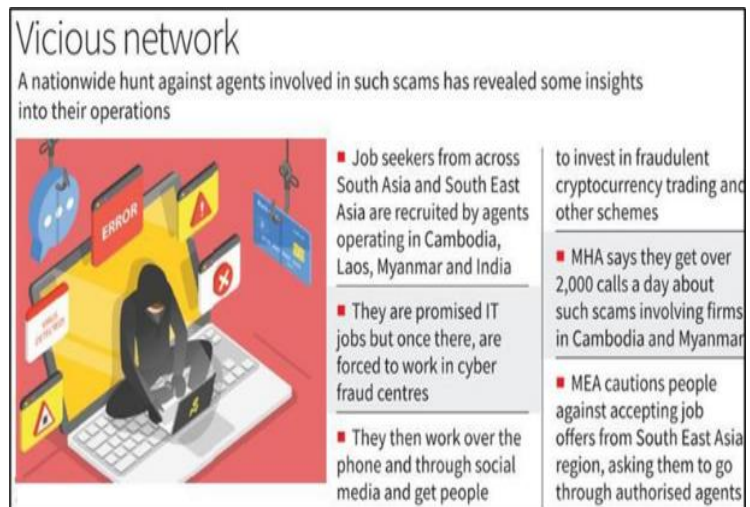 Vicious network
A nationwide hunt against agents involved in such scams has revealed some insights
into their operations
ERROR
VIRUS
DETECTED
■ Job seekers from across
South Asia and South East
Asia are recruited by agents
operating in Cambodia,
Laos, Myanmar and India
■ They are promised IT
jobs but once there, are
forced to work in cyber
fraud centres
■ They then work over the
phone and through social
media and get people
to invest in fraudulent
cryptocurrency trading and
other schemes
■ MHA says they get over
2,000 calls a day about
such scams involving firms
in Cambodia and Myanmar
■ MEA cautions people
against accepting job
offers from South East Asia
region, asking them to go
through authorised agents